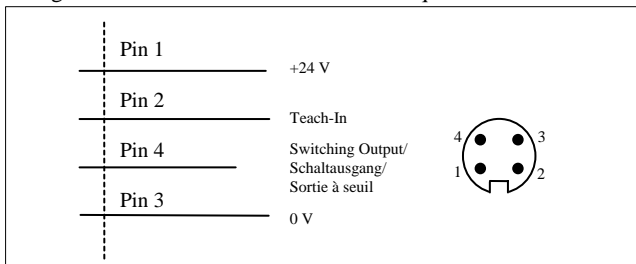 Pin 1
+24 V
Pin 2
Teach-In
Pin 4
Switching Output/
Schaltausgang/
Sortie à seuil
Pin 3
0 V
4 3
1 2